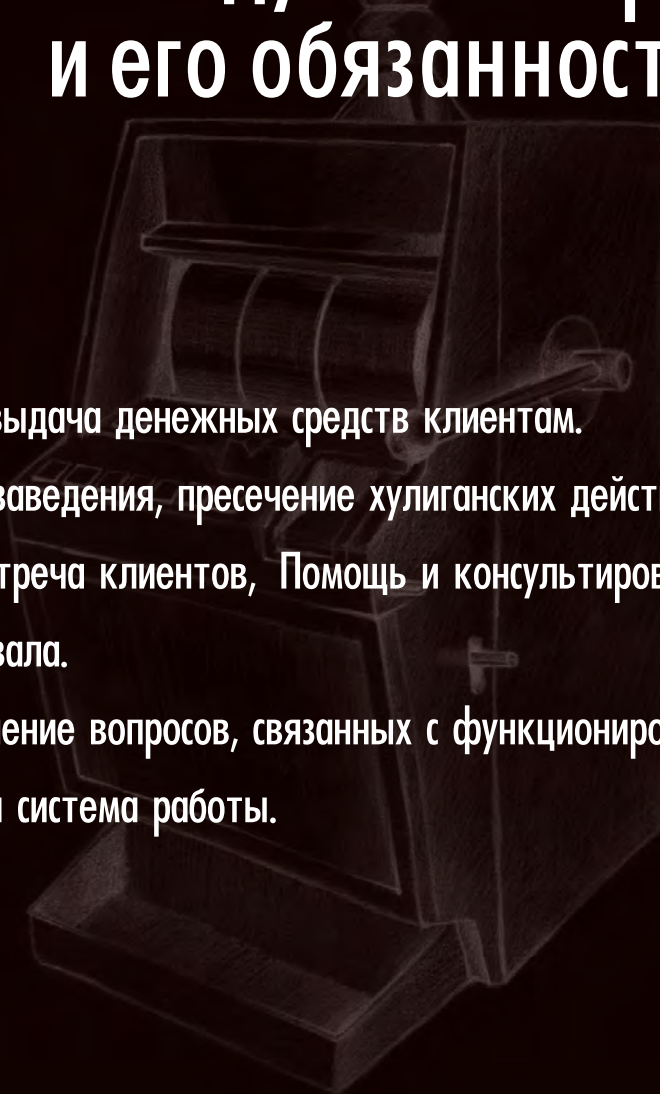 и его обязанност
выдача денежных средств клиентам.
заведения, пресечение хулиганских дейст
треча клиентов, Помощь и консультиров
зала.
ение вопросов, связанных с функциониро
система работы.